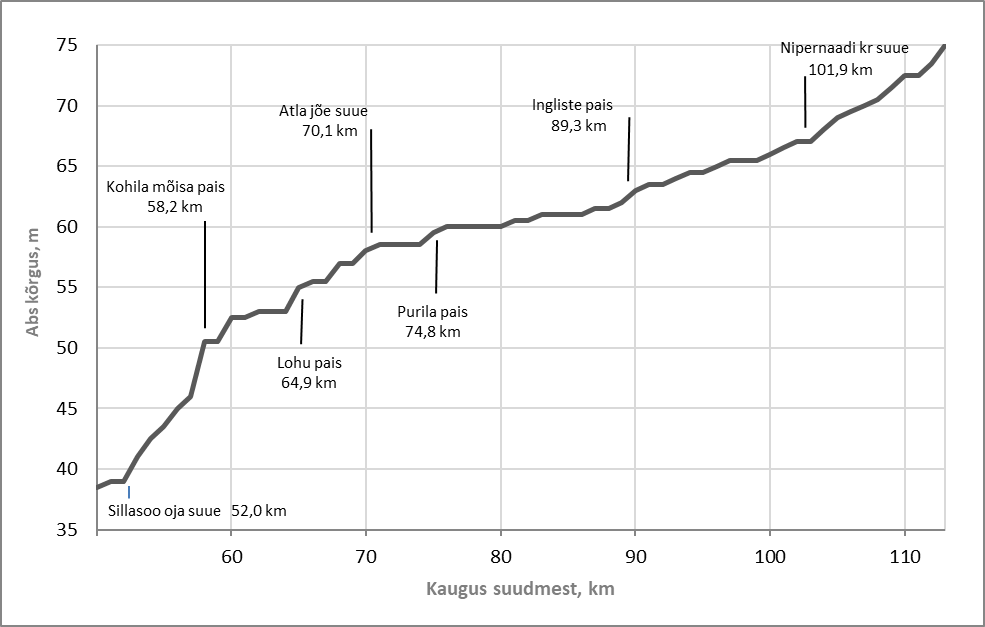 75
70
65
60
55
50
45
40
35
Abs kõrgus, m
Nipernaadi kr suue
101,9 km
Ingliste pais
89,3 km
Atla jõe suue
70,1 km
Kohila mõisa pais
58,2 km
Purila pais
74,8 km
Lohu pais
64,9 km
Sillasoo oja suue 52,0 km
60 70 80 90 100 110
Kaugus suudmest, km